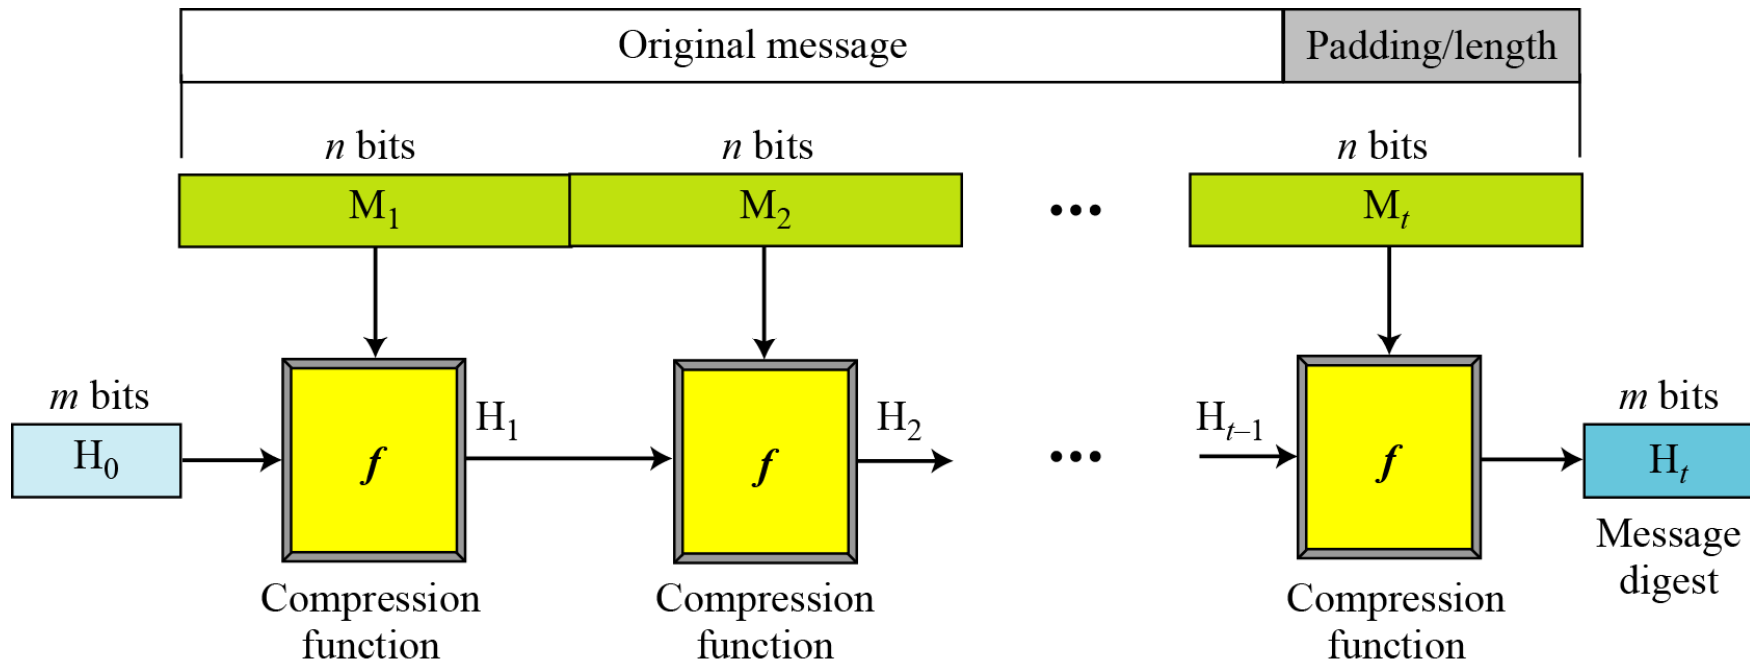 Original message
Padding/length
n bits
n bits
n bits
M1
M2
•••
Mt
m bits
H0
f
H1
f
H2
•••
Ht–1
f
m bits
Ht
Compression
function
Compression
function
Compression
function
Message
digest